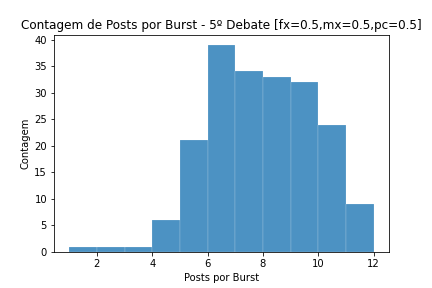 Contagem de Posts por Burst - 5º Debate [fx=0.5,mx=0.5,pc=0.5]
40
35
30
25
20
15
10
5
0
Contagem
2 4 6 8 10 12
Posts por Burst